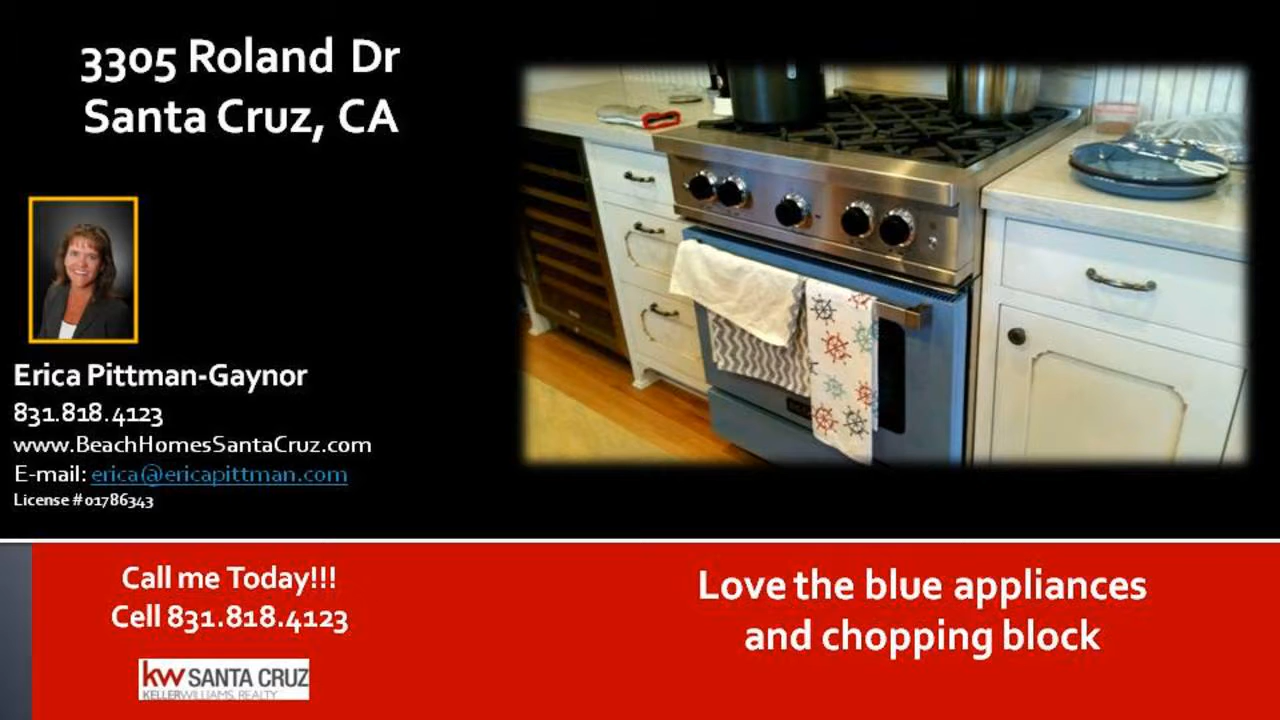 3305 Roland Dr
Santa Cruz, CA
Erica Pittman-Gaynor
831.818.4123
www.BeachHomesSantaCruz.com
E-mail: erica@ericapittman.com
License #01786343
Call me Today!!!
Cell 831.818.4123
kw SANTA CRUZ
KELLERWILLIAMS. REALTY
Love the blue appliances
and chopping block